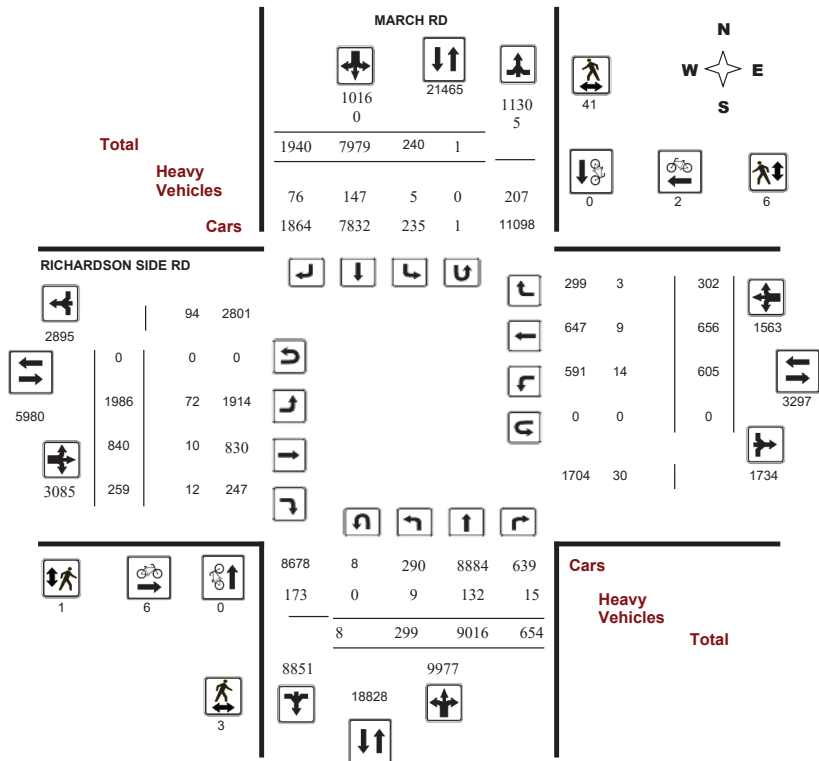 MARCH RD
N
W E
S
1016
0
21465
1130
5
41
Total
1940 7979 240 1
Heavy
Vehicles
76 147 5 0 207
Cars
1864 7832 235 1 11098
0 2 6
RICHARDSON SIDE RD
94 2801
2895
0 0 0
1986 72 1914
5980
840 10 830
3085
259 12 247
299 3 302
1563
647 9 656
591 14 605
3297
0 0 0
1704 30
1734
8678 8 290 8884 639
173 0 9 132 15
8 299 9016 654
8851 9977
18828
Cars
Heavy
Vehicles
Total
1 6 0
3